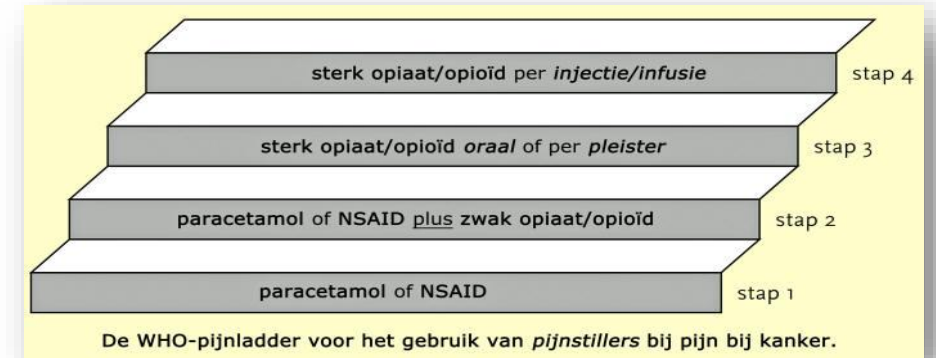 sterk opiaat/opioïd per injectie/infusie stap 4
sterk opiaat/opioïd oraal of per pleister stap 3
paracetamol of NSAID plus zwak opiaat/opioïd stap 2
paracetamol of NSAID stap 1
De WHO-pijnladder voor het gebruik van pijnstillers bij pijn bij kanker.